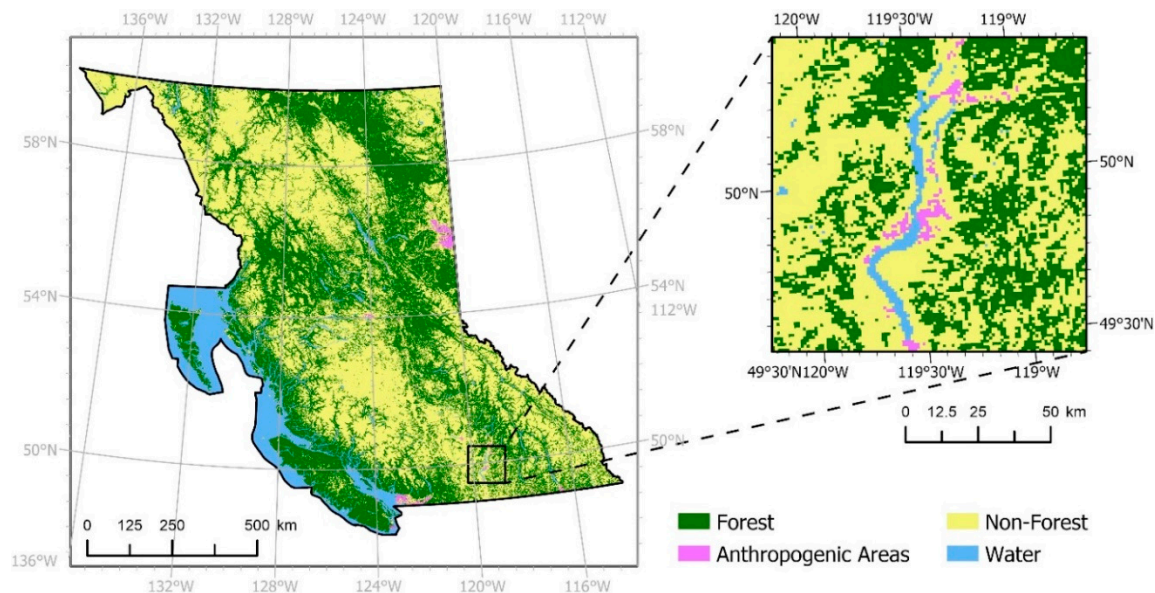 136°W 132°W 128°W 124°W 120°W 116°W 112°W
120°W 119°30'W 119°W
58°N 58°N
50°N 50°N
54°N 54°N
112°W
49°30'N
50°N 50°N
49°30'N 120°W 119°30'W 119°W
0 12.5 25 50 km
0 125 250 500 km
136°W
132°W 128°W 124°W 120°W 116°W
Forest Non-Forest
Anthropogenic Areas Water